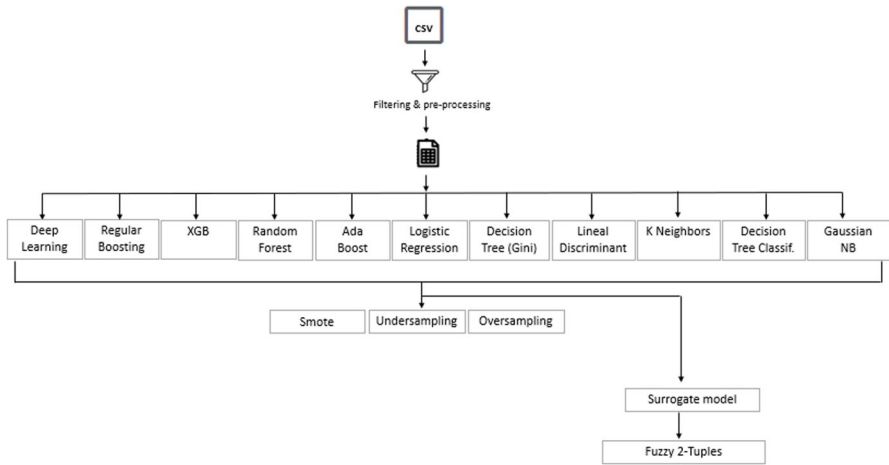 csv
Filtering & pre-processing
Deep
Learning
Regular
Boosting
XGB
Random
Forest
Ada
Boost
Logistic
Regression
Decision
Tree (Gini)
Lineal
Discriminant
K Neighbors
Decision
Tree Classif.
Gaussian
NB
Smote
Undersampling
Oversampling
Surrogate model
Fuzzy 2-Tuples